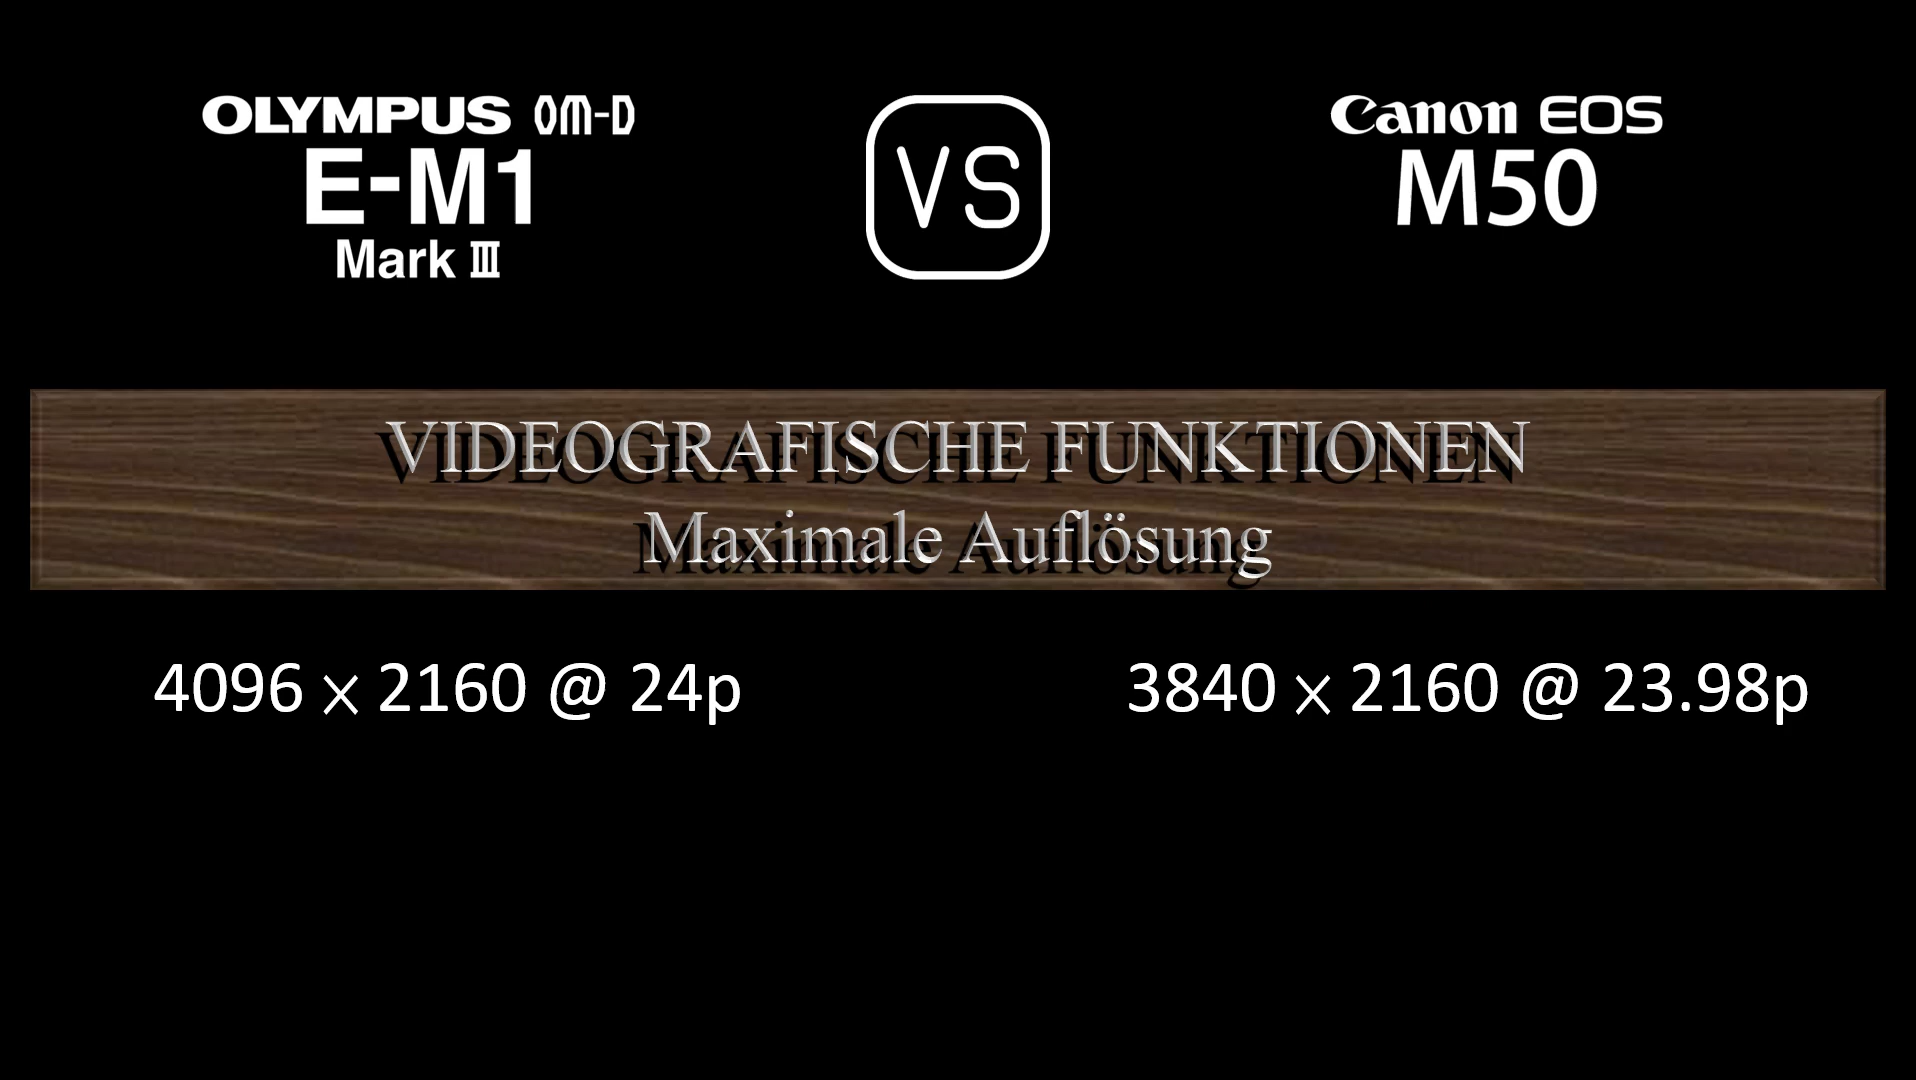 OLYMPUS OM-D
E-M1
Mark III
VS
Canon EOS
M50
VIDEOGRAFISCHE FUNKTIONEN
Maximale Auflösung
4096 x 2160 @ 24p
3840 x 2160 @ 23.98p